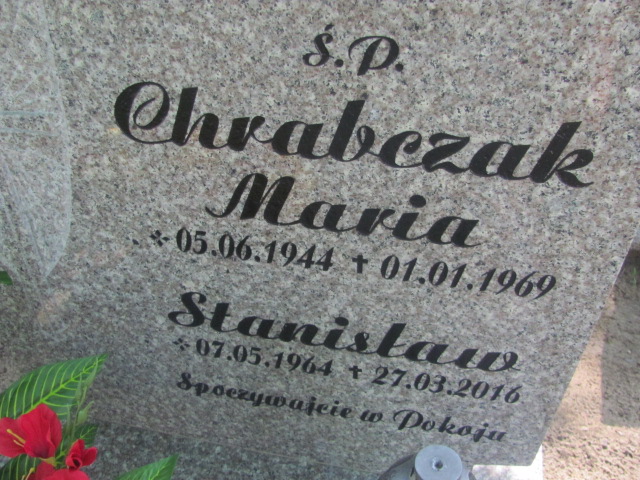 Ś.P.
Chrabczak
Maria
* 05.06.1944 † 01.01.1969
Stanisław
* 07.05.1964 † 27.03.2016
Spoczywajcie w Pokoju